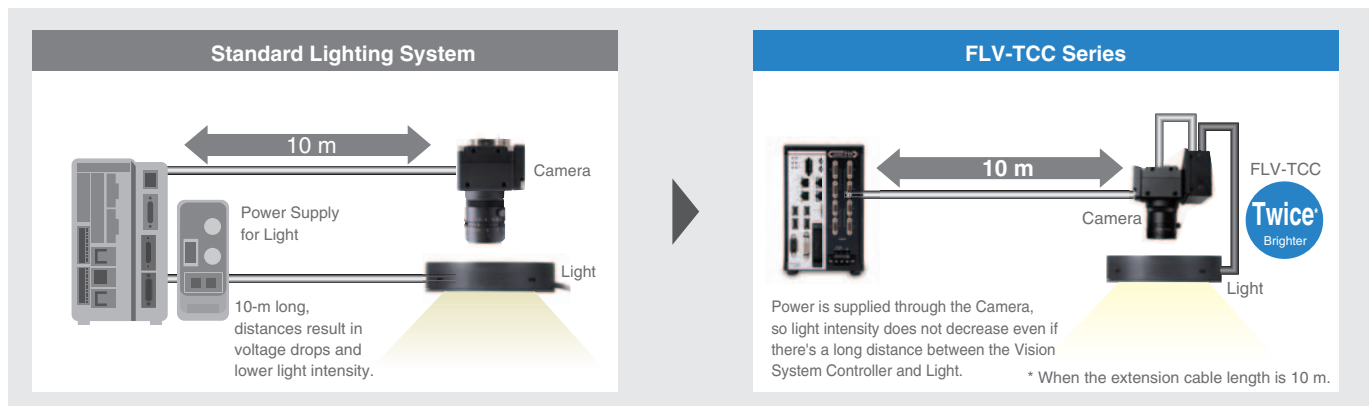 Standard Lighting System
10 m
Camera
Power Supply
for Light
Light
10-m long,
distances result in
voltage drops and
lower light intensity.
FLV-TCC Series
10 m
FLV-TCC
Twice*
Brighter
Camera
Light
Power is supplied through the Camera,
so light intensity does not decrease even if
there's a long distance between the Vision
System Controller and Light.
* When the extension cable length is 10 m.